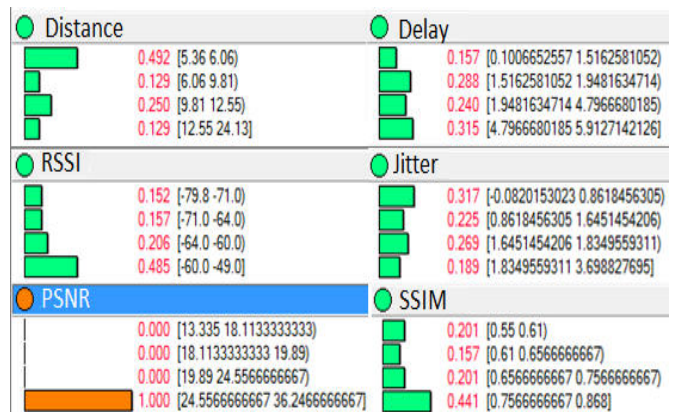 Distance
0.492 [5.36 6.06)
0.129 [6.06 9.81)
0.250 [9.81 12.55)
0.129 [12.55 24.13]
Delay
0.157 [0.1006652557 1.5162581052)
0.288 [1.5162581052 1.9481634714)
0.240 [1.9481634714 4.7966680185)
0.315 [4.7966680185 5.9127142126]
RSSI
0.152 [-79.8 -71.0)
0.157 [-71.0 -64.0)
0.206 [-64.0 -60.0)
0.485 [-60.0 -49.0]
Jitter
0.317 [-0.0820153023 0.8618456305)
0.225 [0.8618456305 1.6451454206)
0.269 [1.6451454206 1.8349559311)
0.189 [1.8349559311 3.698827695]
PSNR
0.000 [13.335 18.1133333333)
0.000 [18.1133333333 19.89)
0.000 [19.89 24.5566666667)
1.000 [24.5566666667 36.2466666667]
SSIM
0.201 [0.55 0.61)
0.157 [0.61 0.6566666667)
0.201 [0.6566666667 0.7566666667)
0.441 [0.7566666667 0.868]